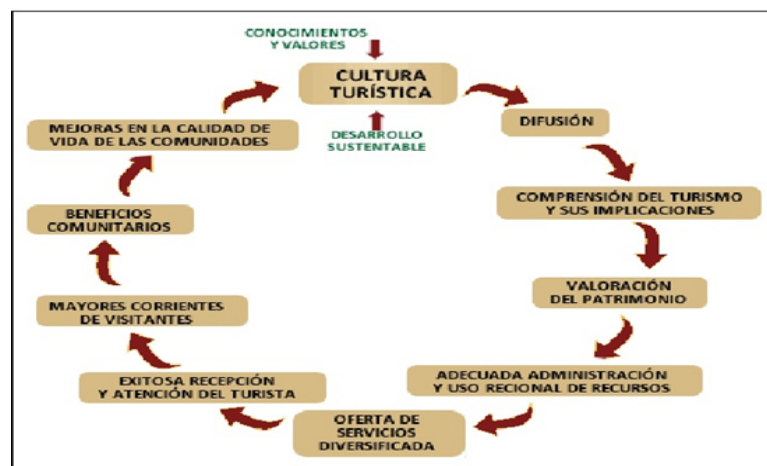 CONOCIMIENTOS
Y VALORES
CULTURA
TURÍSTICA
DESARROLLO
SUSTENTABLE
DIFUSIÓN
COMPRENSIÓN DEL TURISMO
Y SUS IMPLICACIONES
VALORACIÓN
DEL PATRIMONIO
ADECUADA ADMINISTRACIÓN
Y USO RECIONAL DE RECURSOS
OFERTA DE
SERVICIOS
DIVERSIFICADA
EXITOSA RECEPCIÓN
Y ATENCIÓN DEL TURISTA
MAYORES CORRIENTES
DE VISITANTES
BENEFICIOS
COMUNITARIOS
MEJORAS EN LA CALIDAD DE
VIDA DE LAS COMUNIDADES